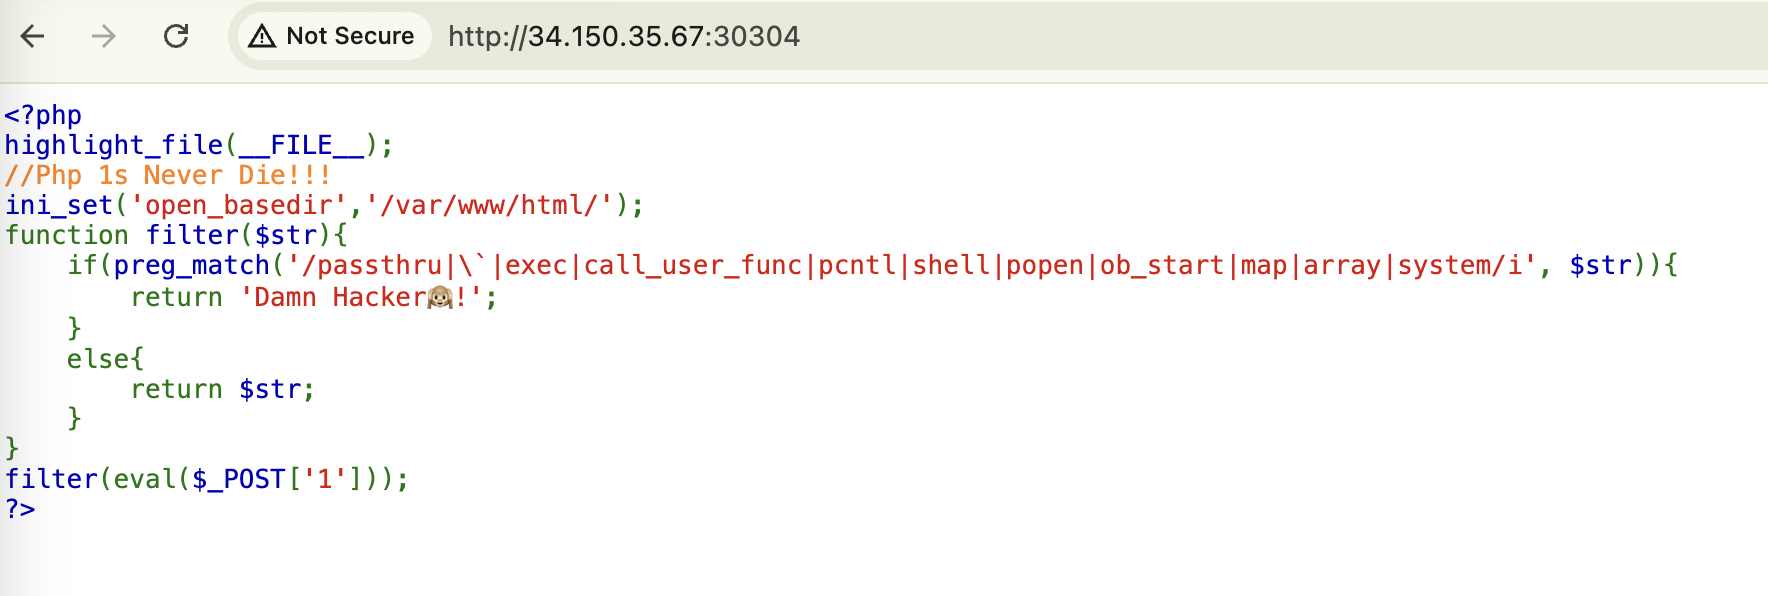 Not Secure http://34.150.35.67:30304
<?php
highlight_file(__FILE__);
//Php 1s Never Die!!!
ini_set('open_basedir','/var/www/html/');
function filter($str){
    if(preg_match('/passthru|\`|exec|call_user_func|pcntl|shell|popen|ob_start|map|array|system/i', $str)){
        return 'Damn Hacker🙉!';
    }
    else{
        return $str;
    }
}
filter(eval($_POST['1']));
?>